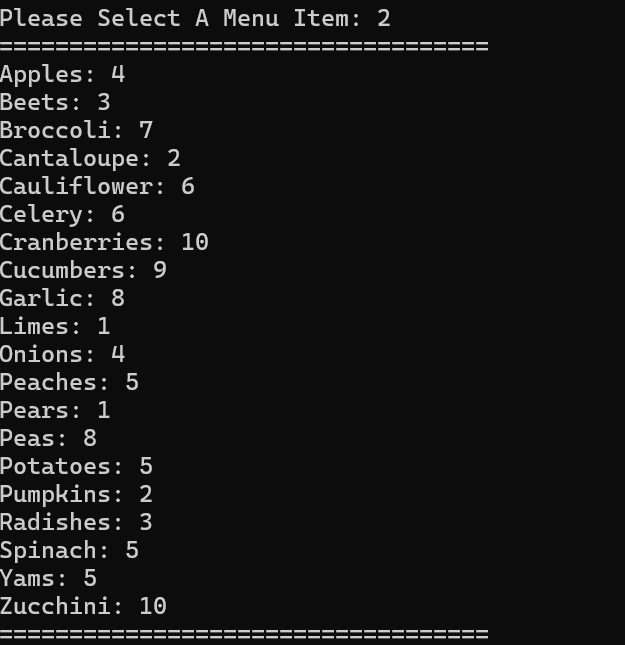 Please Select A Menu Item: 2
===================================
Apples: 4
Beets: 3
Broccoli: 7
Cantaloupe: 2
Cauliflower: 6
Celery: 6
Cranberries: 10
Cucumbers: 9
Garlic: 8
Limes: 1
Onions: 4
Peaches: 5
Pears: 1
Peas: 8
Potatoes: 5
Pumpkins: 2
Radishes: 3
Spinach: 5
Yams: 5
Zucchini: 10
===================================